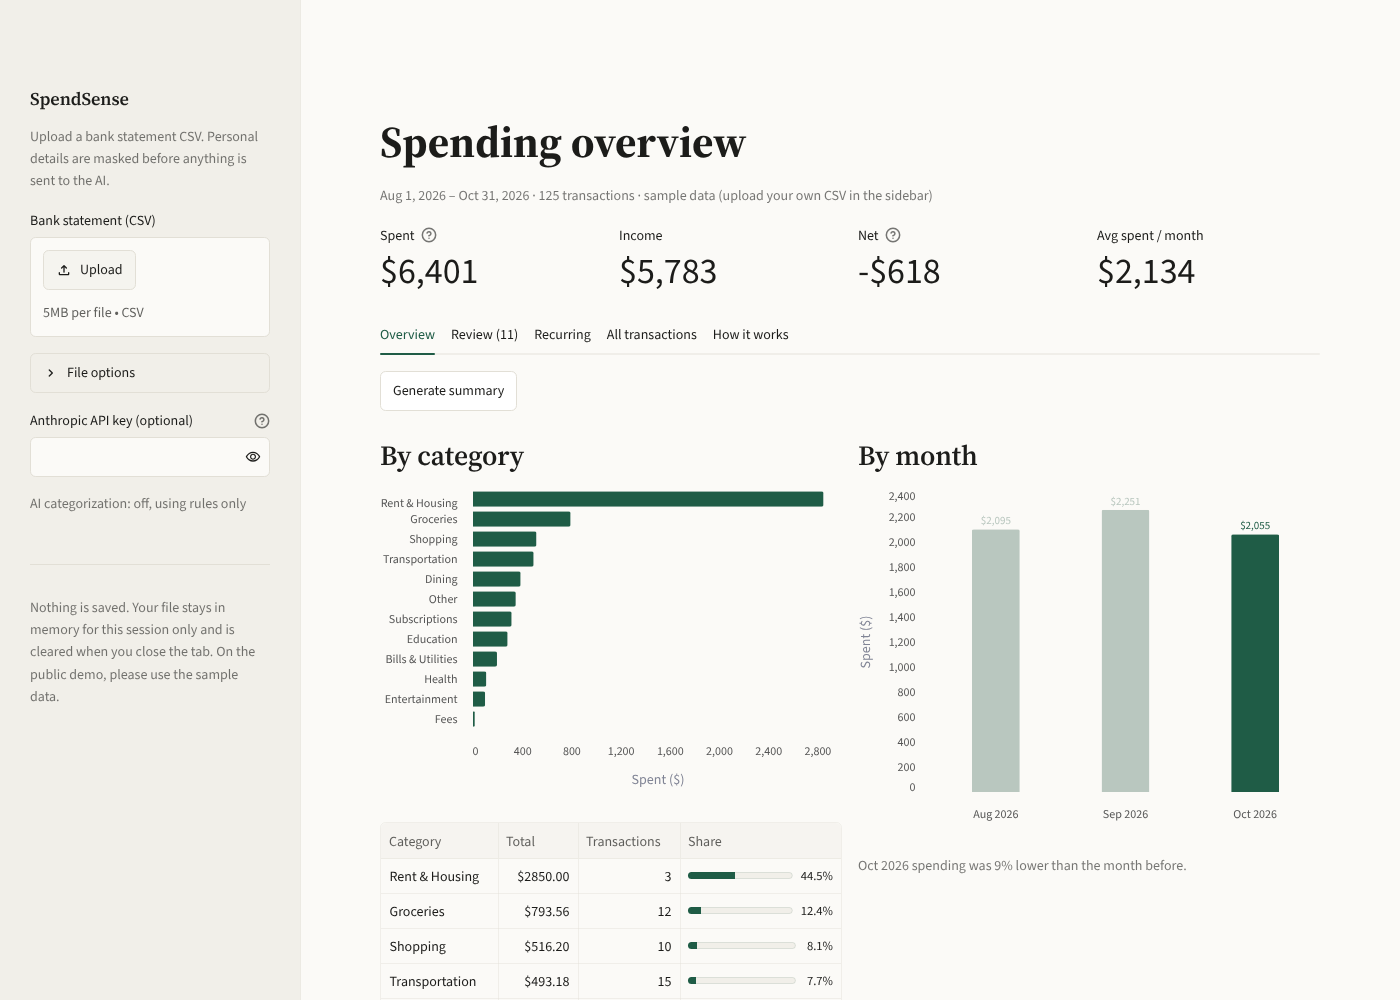 SpendSense
Upload a bank statement CSV. Personal
details are masked before anything is
sent to the AI.
Bank statement (CSV)
Upload
5MB per file • CSV
File options
Anthropic API key (optional)
AI categorization: off, using rules only
Nothing is saved. Your file stays in
memory for this session only and is
cleared when you close the tab. On the
public demo, please use the sample
data.
Spending overview
Aug 1, 2026 – Oct 31, 2026 · 125 transactions · sample data (upload your own CSV in the sidebar)
Spent
$6,401
Income
$5,783
Net
-$618
Avg spent / month
$2,134
Overview
Review (11)
Recurring
All transactions
How it works
Generate summary
By category
Rent & Housing
Groceries
Shopping
Transportation
Dining
Other
Subscriptions
Education
Bills & Utilities
Health
Entertainment
Fees
0 400 800 1,200 1,600 2,000 2,400 2,800
Spent ($)
Category Total Transactions Share
Rent & Housing $2850.00 3 44.5%
Groceries $793.56 12 12.4%
Shopping $516.20 10 8.1%
Transportation $493.18 15 7.7%
By month
2,400
2,200
2,000
1,800
1,600
1,400
1,200
1,000
800
600
400
200
0
Spent ($)
$2,095
$2,251
$2,055
Aug 2026 Sep 2026 Oct 2026
Oct 2026 spending was 9% lower than the month before.